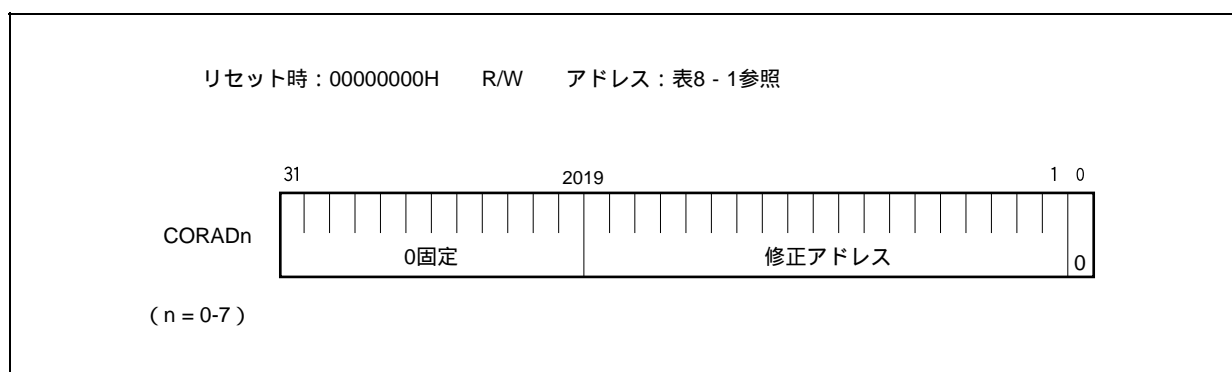 リセット時：00000000H　　R/W　　アドレス：表8 - 1参照
31 2019 1 0
CORADn
0固定 修正アドレス 0
（n = 0-7）